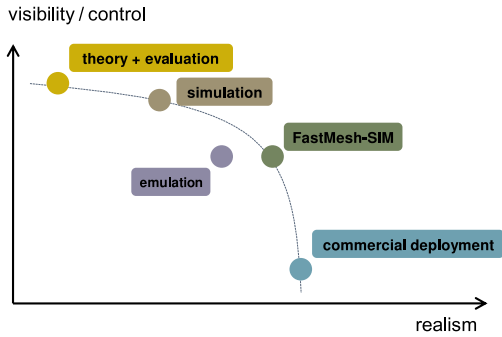 visibility / control
theory + evaluation
simulation
FastMesh-SIM
emulation
commercial deployment
realism